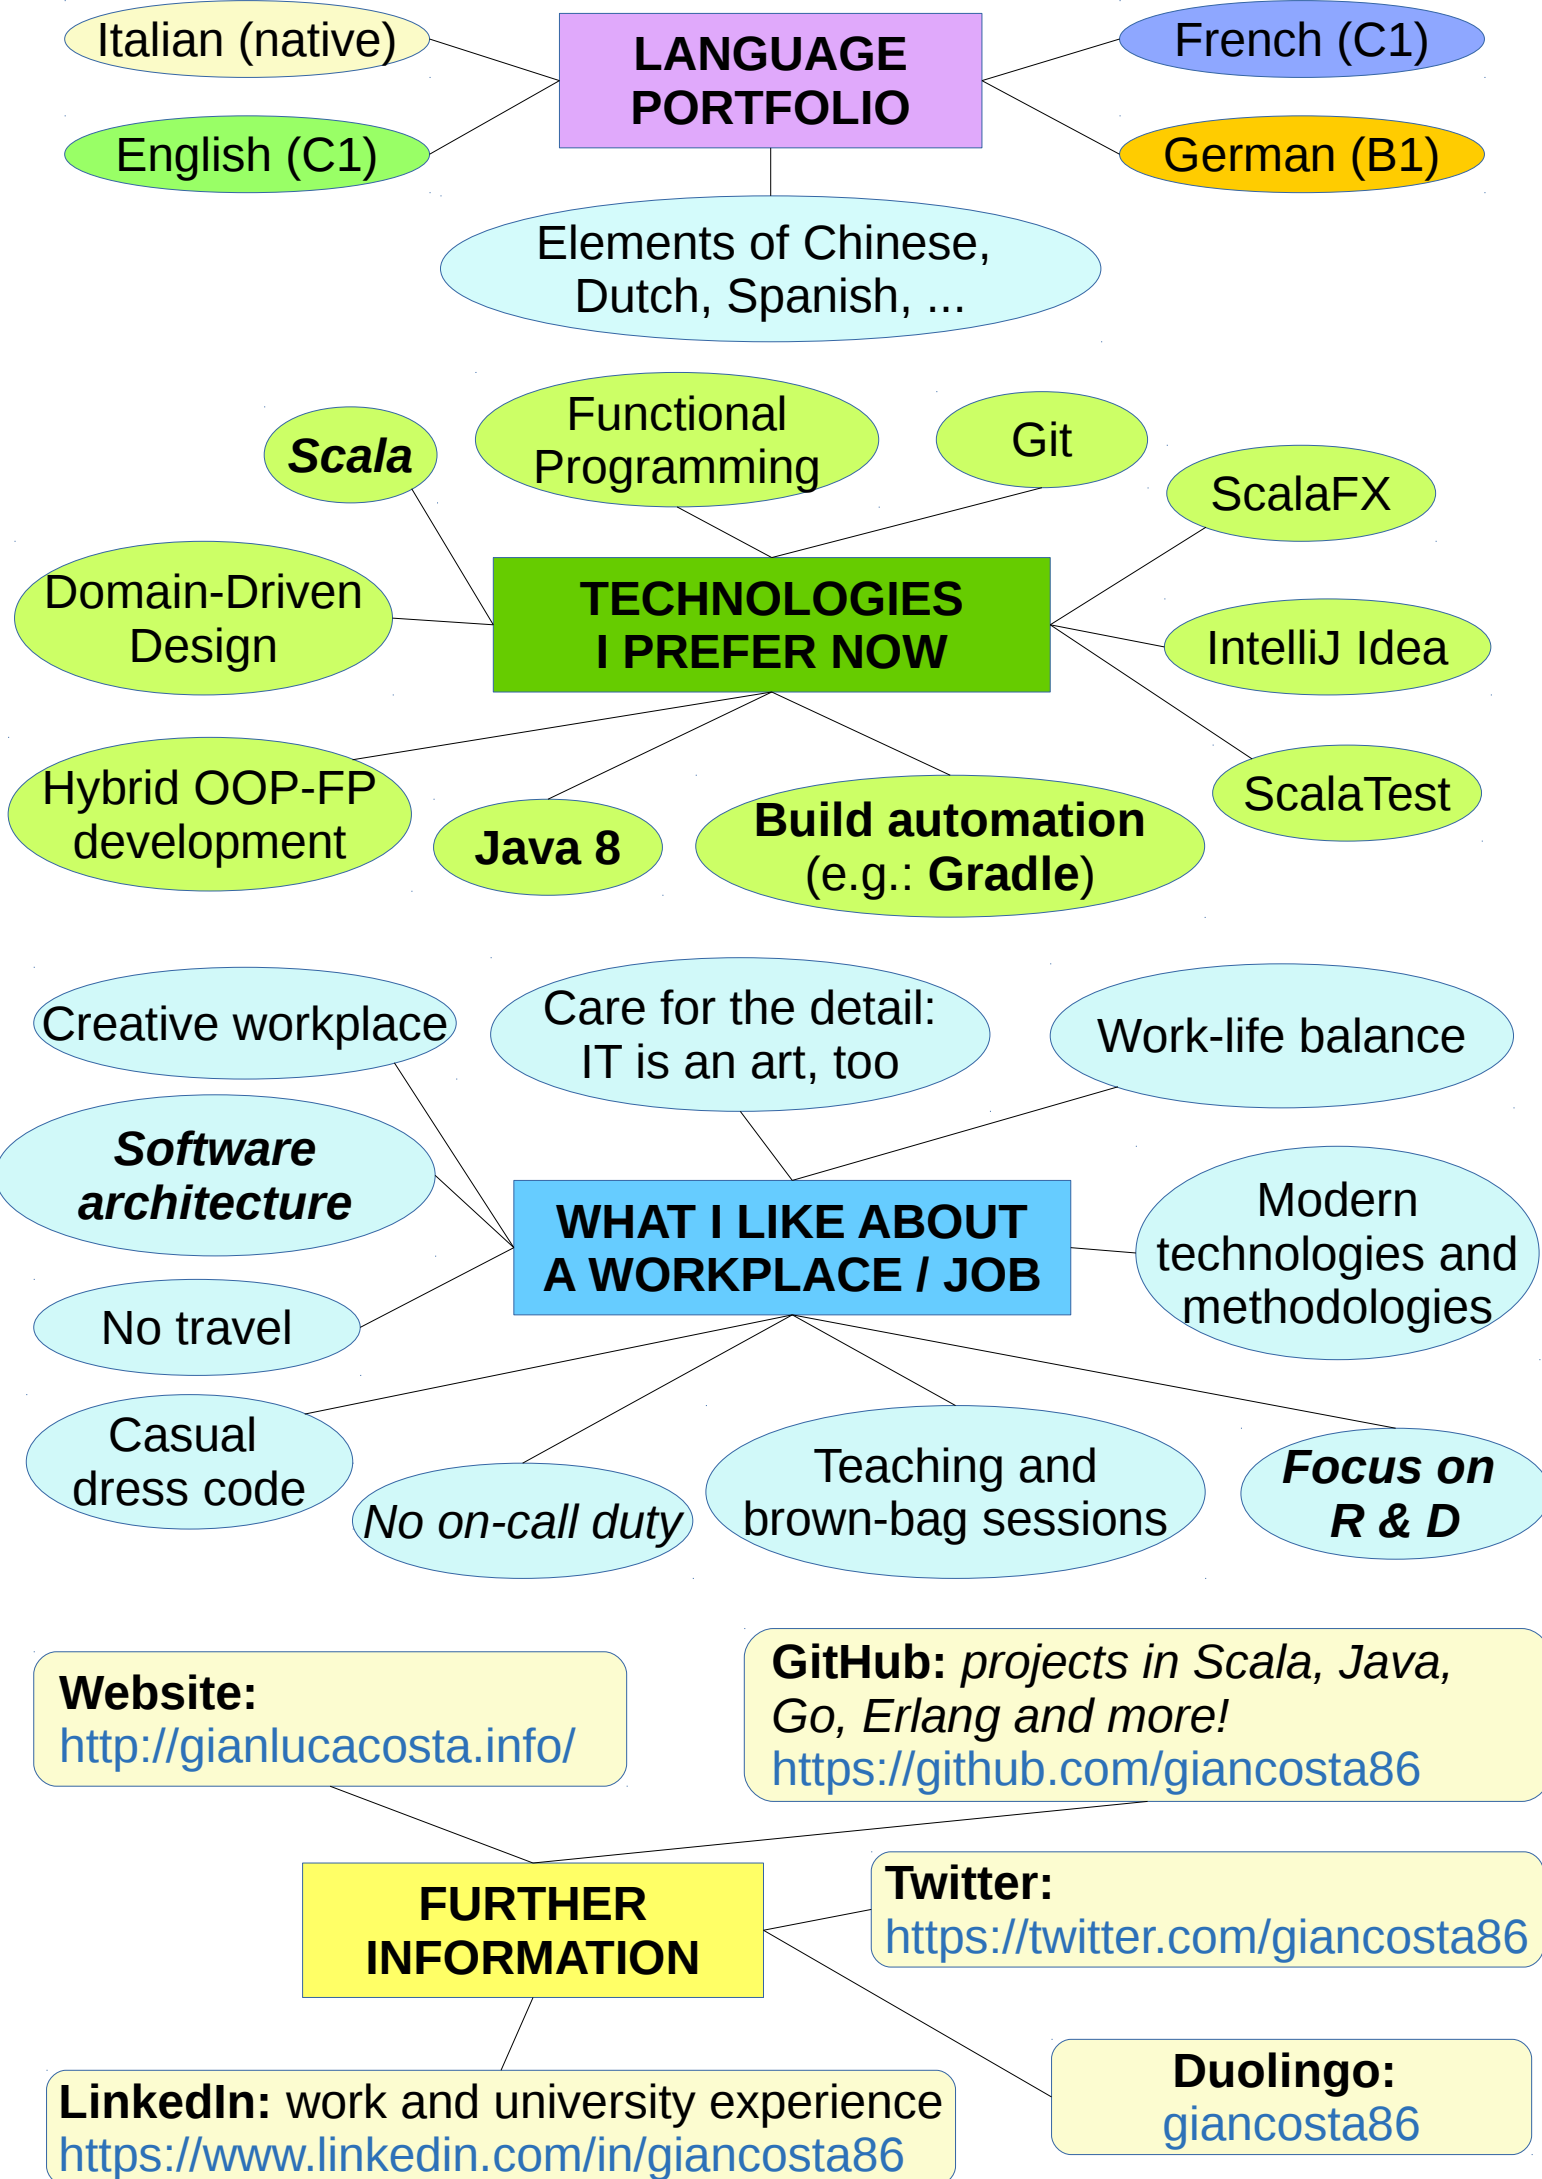 Italian (native)
LANGUAGE
PORTFOLIO
French (C1)
English (C1)
German (B1)
Elements of Chinese,
Dutch, Spanish, ...
Scala
Functional
Programming
Git
ScalaFX
Domain-Driven
Design
TECHNOLOGIES
I PREFER NOW
IntelliJ Idea
Hybrid OOP-FP
development
Java 8
Build automation
(e.g.: Gradle)
ScalaTest
Creative workplace
Care for the detail:
IT is an art, too
Work-life balance
Software
architecture
WHAT I LIKE ABOUT
A WORKPLACE / JOB
Modern
technologies and
methodologies
No travel
Casual
dress code
No on-call duty
Teaching and
brown-bag sessions
Focus on
R & D
Website:
http://gianlucacosta.info/
GitHub: projects in Scala, Java,
Go, Erlang and more!
https://github.com/giancosta86
FURTHER
INFORMATION
Twitter:
https://twitter.com/giancosta86
LinkedIn: work and university experience
https://www.linkedin.com/in/giancosta86
Duolingo:
giancosta86